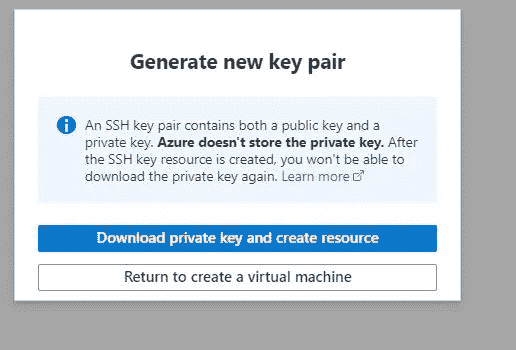 Generate new key pair
An SSH key pair contains both a public key and a
private key. Azure doesn't store the private key. After
the SSH key resource is created, you won't be able to
download the private key again. Learn more
Download private key and create resource
Return to create a virtual machine